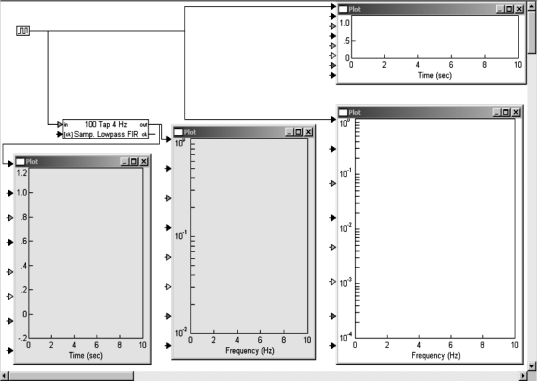 Plot
1.0
.5
0
0 2 4 6 8 10
Time (sec)
in 100 Tap 4 Hz out
[ok] Samp. Lowpass FIR ok
Plot
1.2
1.0
.8
.6
.4
.2
0
-.2
0 2 4 6 8 10
Time (sec)
Plot
10⁰
10⁻¹
10⁻²
0 2 4 6 8 10
Frequency (Hz)
Plot
10⁰
10⁻¹
10⁻²
10⁻³
10⁻⁴
0 2 4 6 8 10
Frequency (Hz)